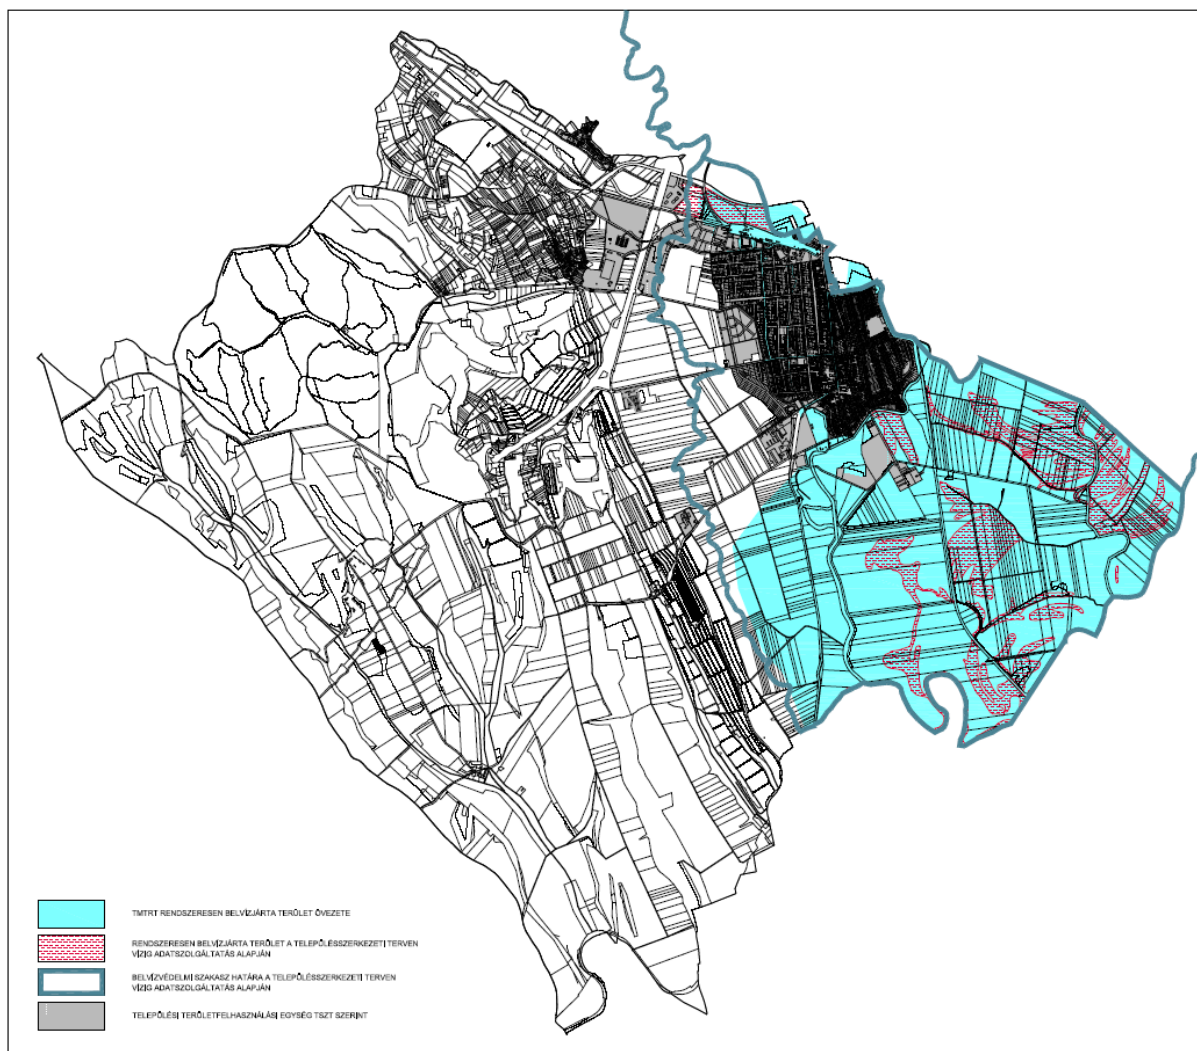 TMTRT RENDSZERESEN BELVÍZJÁRTA TERÜLET ÖVEZETE
RENDSZERESEN BELVÍZJÁRTA TERÜLET A TELEPÜLÉSSZERKEZETI TERVEN
VÍZIG ADATSZOLGÁLTATÁS ALAPJÁN
BELVÍZVÉDELMI SZAKASZ HATÁRA A TELEPÜLÉSSZERKEZETI TERVEN
VÍZIG ADATSZOLGÁLTATÁS ALAPJÁN
TELEPÜLÉSI TERÜLETFELHASZNÁLÁSI EGYSÉG TSZT SZERINT